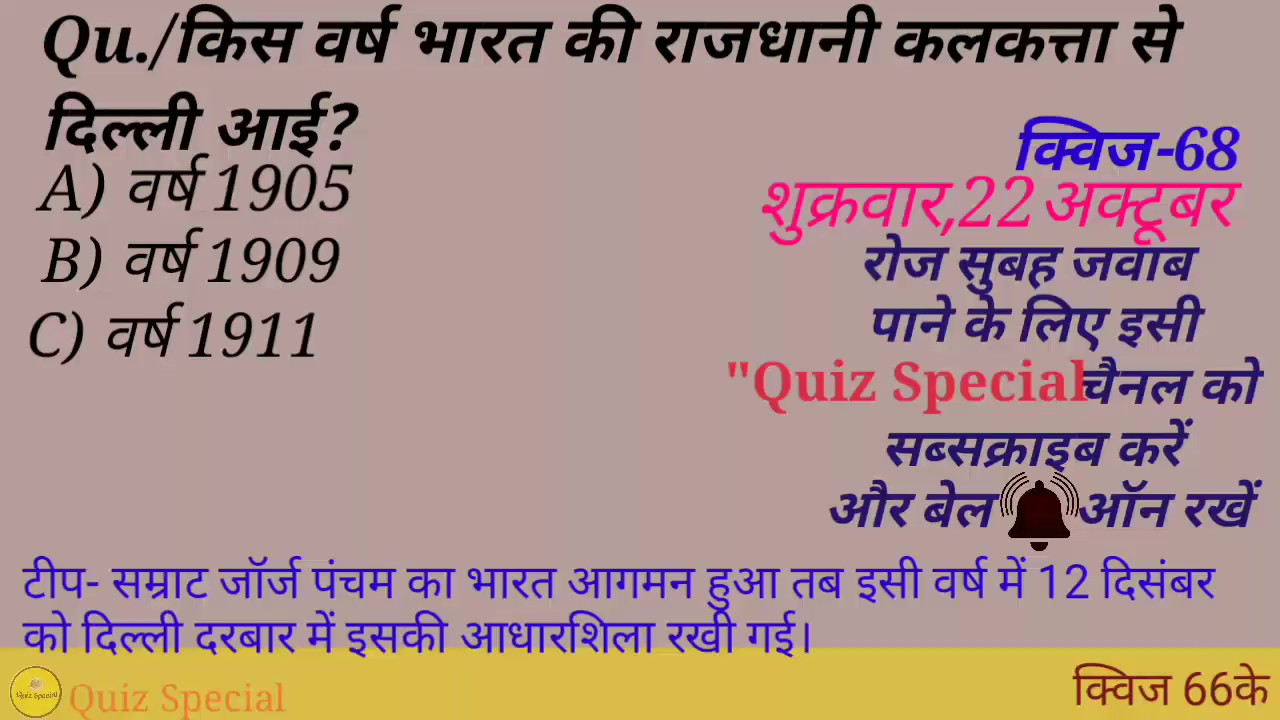 Qu./किस वर्ष भारत की राजधानी कलकत्ता से
दिल्ली आई?
A) वर्ष 1905
B) वर्ष 1909
C) वर्ष 1911
क्विज-68
शुक्रवार,22 अक्टूबर
रोज सुबह जवाब
पाने के लिए इसी
"Quiz Special चैनल को
सब्सक्राइब करें
और बेल ऑन रखें
टीप- सम्राट जॉर्ज पंचम का भारत आगमन हुआ तब इसी वर्ष में 12 दिसंबर
को दिल्ली दरबार में इसकी आधारशिला रखी गई।
Quiz Special
Quiz Special
क्विज 66के